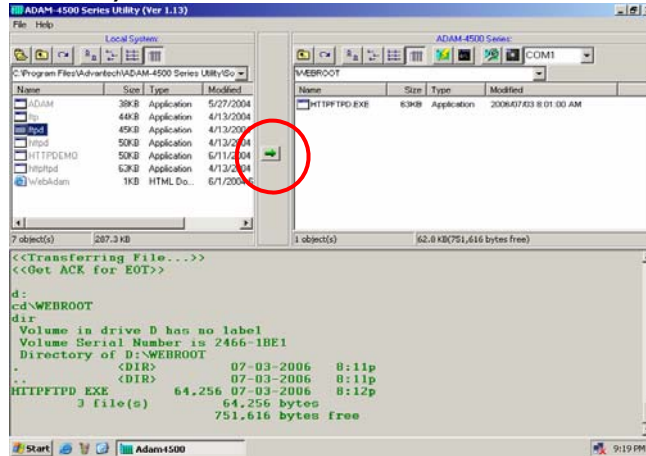 ADAM-4500 Series Utility (Ver 1.13)
File Help
Local System:
ADAM-4500 Series:
COM1
C:\Program Files\Advantech\ADAM-4500 Series Utility\So
\WEBROOT
Name Size Type Modified
ADAM 38KB Application 5/27/2004
ftp 44KB Application 4/13/2004
ftpd 45KB Application 4/13/2004
httpd 50KB Application 4/13/2004
HTTPDEMO 50KB Application 6/11/2004
httpftpd 63KB Application 4/13/2004
WebAdam 1KB HTML Do... 6/1/2004 5
Name Size Type Modified
HTTPFTPD.EXE 63KB Application 2006/07/03 8:01:00 AM
7 object(s) 287.3 KB
1 object(s) 62.8 KB(751,616 bytes free)
<<Transferring File...>>
<<Got ACK for EOT>>
d:
cd\WEBROOT
dir
Volume in drive D has no label
Volume Serial Number is 2466-1BE1
Directory of D:\WEBROOT
. <DIR> 07-03-2006 8:11p
.. <DIR> 07-03-2006 8:11p
HTTPFTPD EXE 64,256 07-03-2006 8:12p
3 file(s) 64,256 bytes
751,616 bytes free
Start Adam4500 9:19 PM